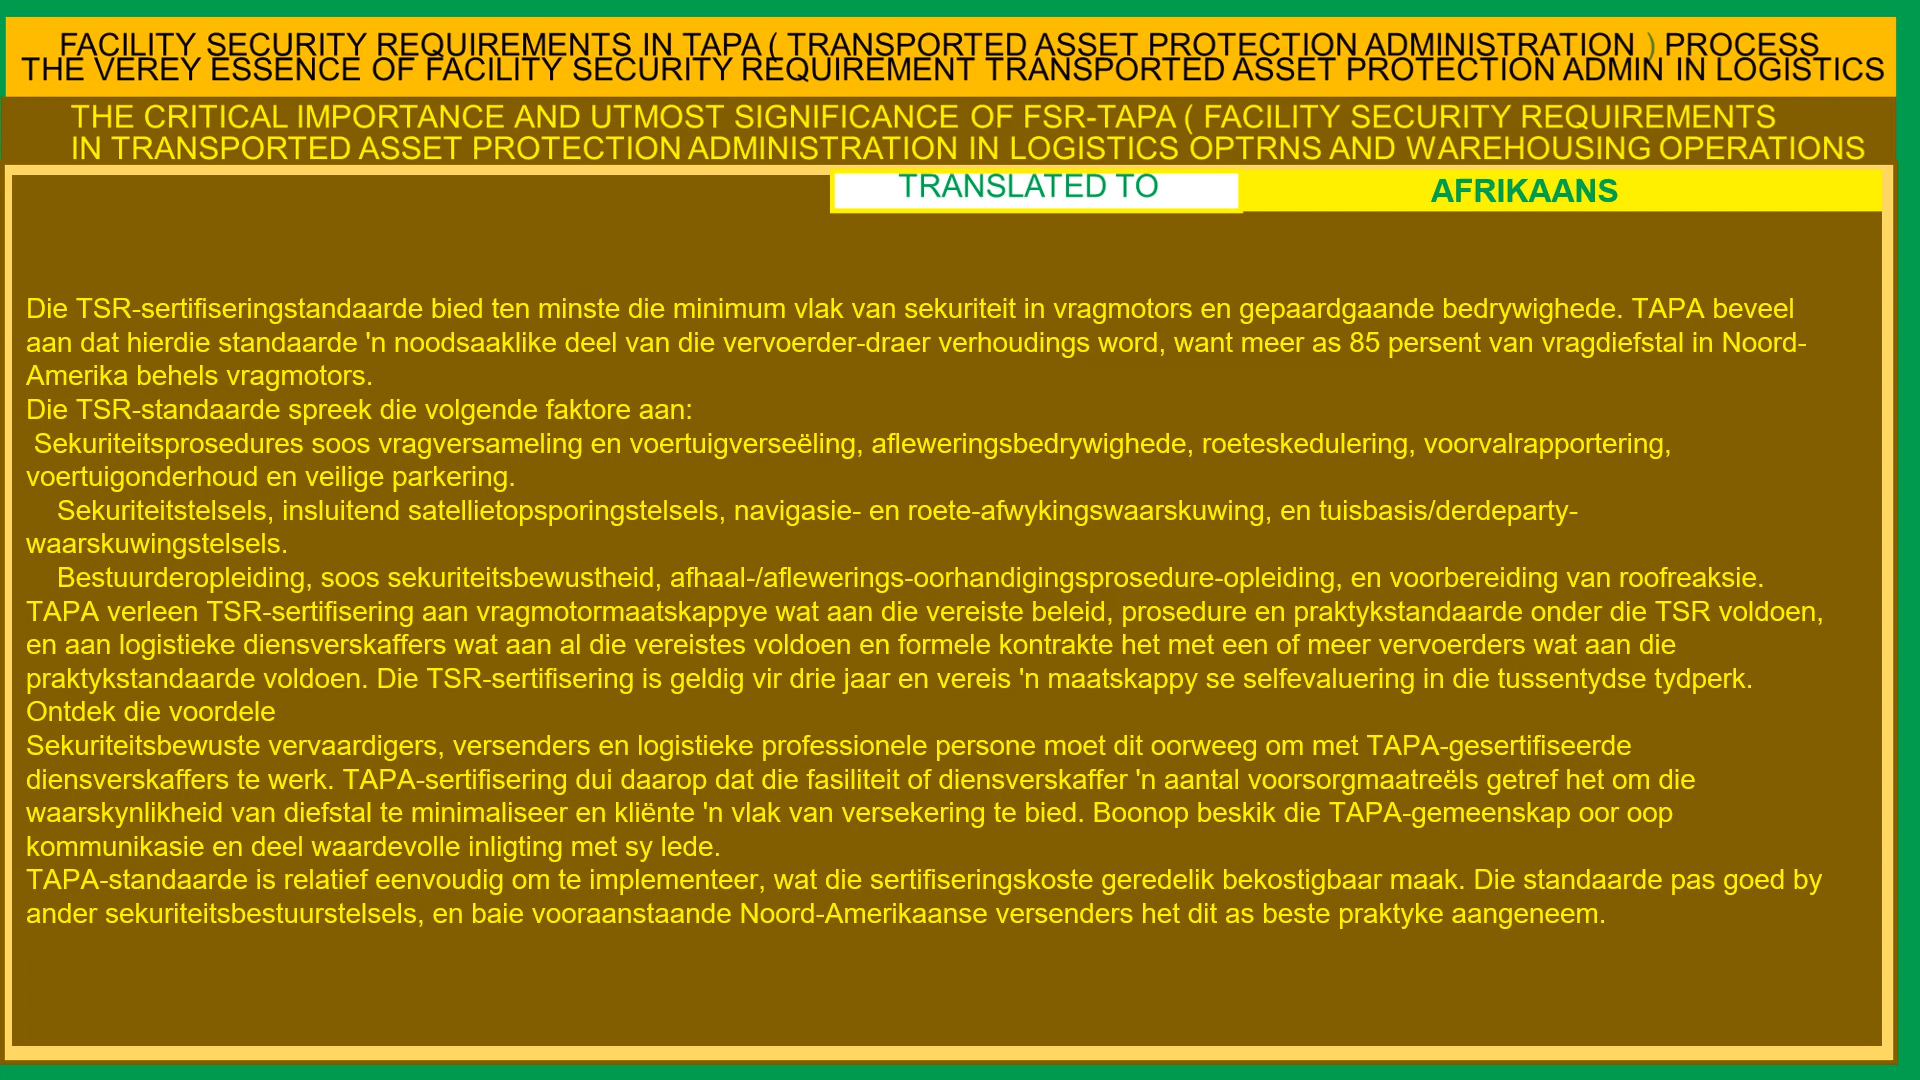 FACILITY SECURITY REQUIREMENTS IN TAPA ( TRANSPORTED ASSET PROTECTION ADMINISTRATION ) PROCESS
THE VEREY ESSENCE OF FACILITY SECURITY REQUIREMENT TRANSPORTED ASSET PROTECTION ADMIN IN LOGISTICS
THE CRITICAL IMPORTANCE AND UTMOST SIGNIFICANCE OF FSR-TAPA ( FACILITY SECURITY REQUIREMENTS
IN TRANSPORTED ASSET PROTECTION ADMINISTRATION IN LOGISTICS OPTRNS AND WAREHOUSING OPERATIONS
TRANSLATED TO AFRIKAANS
Die TSR-sertifiseringstandaarde bied ten minste die minimum vlak van sekuriteit in vragmotors en gepaardgaande bedrywighede. TAPA beveel
aan dat hierdie standaarde 'n noodsaaklike deel van die vervoerder-draer verhoudings word, want meer as 85 persent van vragdiefstal in Noord-
Amerika behels vragmotors.
Die TSR-standaarde spreek die volgende faktore aan:
Sekuriteitsprosedures soos vragversameling en voertuigverseëling, afleweringsbedrywighede, roeteskedulering, voorvalrapportering,
voertuigonderhoud en veilige parkering.
Sekuriteitstelsels, insluitend satellietopsporingstelsels, navigasie- en roete-afwykingswaarskuwing, en tuisbasis/derdeparty-
waarskuwingstelsels.
Bestuurderopleiding, soos sekuriteitsbewustheid, afhaal-/aflewerings-oorhandigingsprosedure-opleiding, en voorbereiding van roofreaksie.
TAPA verleen TSR-sertifisering aan vragmotormaatskappye wat aan die vereiste beleid, prosedure en praktykstandaarde onder die TSR voldoen,
en aan logistieke diensverskaffers wat aan al die vereistes voldoen en formele kontrakte het met een of meer vervoerders wat aan die
praktykstandaarde voldoen. Die TSR-sertifisering is geldig vir drie jaar en vereis 'n maatskappy se selfevaluering in die tussentydse tydperk.
Ontdek die voordele
Sekuriteitsbewuste vervaardigers, versenders en logistieke professionele persone moet dit oorweeg om met TAPA-gesertifiseerde
diensverskaffers te werk. TAPA-sertifisering dui daarop dat die fasiliteit of diensverskaffer 'n aantal voorsorgmaatreëls getref het om die
waarskynlikheid van diefstal te minimaliseer en kliënte 'n vlak van versekering te bied. Boonop beskik die TAPA-gemeenskap oor oop
kommunikasie en deel waardevolle inligting met sy lede.
TAPA-standaarde is relatief eenvoudig om te implementeer, wat die sertifiseringskoste geredelik bekostigbaar maak. Die standaarde pas goed by
ander sekuriteitsbestuurstelsels, en baie vooraanstaande Noord-Amerikaanse versenders het dit as beste praktyke aangeneem.